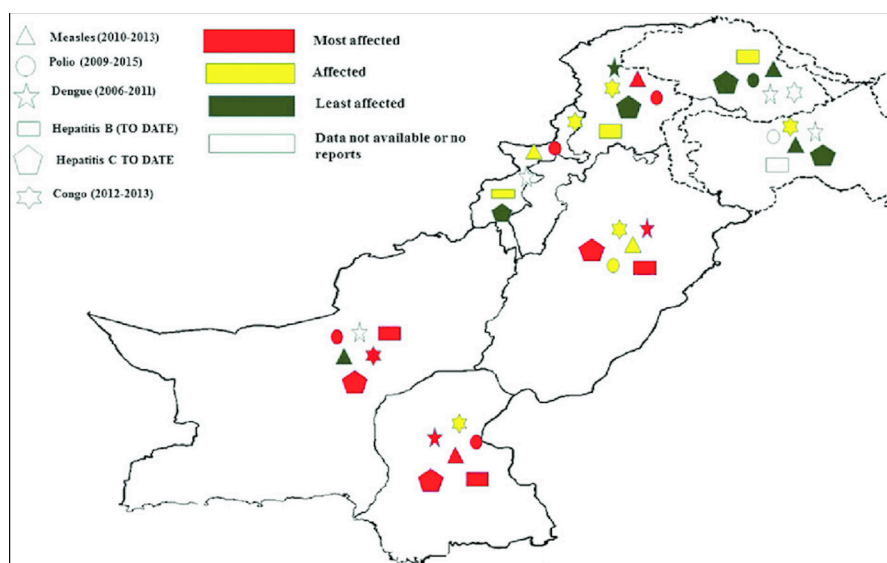 Measles (2010-2013)
Polio (2009-2015)
Dengue (2006-2011)
Hepatitis B (TO DATE)
Hepatitis C TO DATE
Congo (2012-2013)
Most affected
Affected
Least affected
Data not available or no
reports